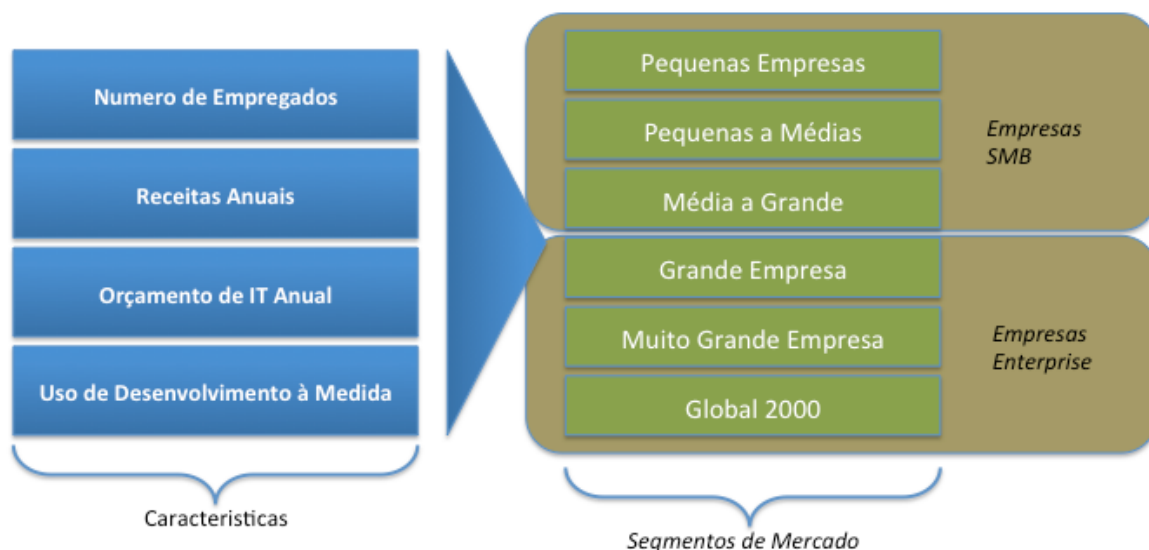 Numero de Empregados
Receitas Anuais
Orçamento de IT Anual
Uso de Desenvolvimento à Medida
Caracteristicas
Pequenas Empresas
Pequenas a Médias
Média a Grande
Empresas
SMB
Grande Empresa
Muito Grande Empresa
Global 2000
Empresas
Enterprise
Segmentos de Mercado